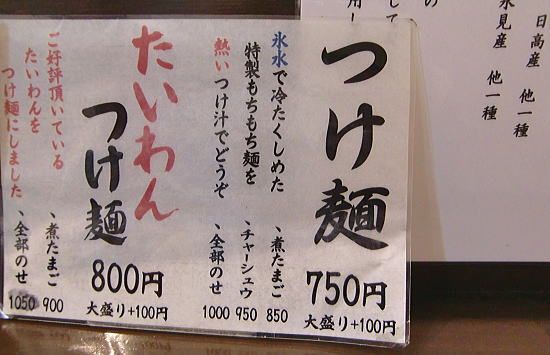 つけ麺
氷水で冷たくしめた
特製もちもち麺を
熱いつけ汁でどうぞ
750円
大盛り+100円
、煮たまご 850
、チャーシュウ 950
、全部のせ 1000
たいわん
つけ麺
800円
大盛り+100円
ご好評頂いている
たいわんを
つけ麺にしました
、煮たまご 900
、全部のせ 1050
日高産 他一種
氷見産 他一種
の
して
用し